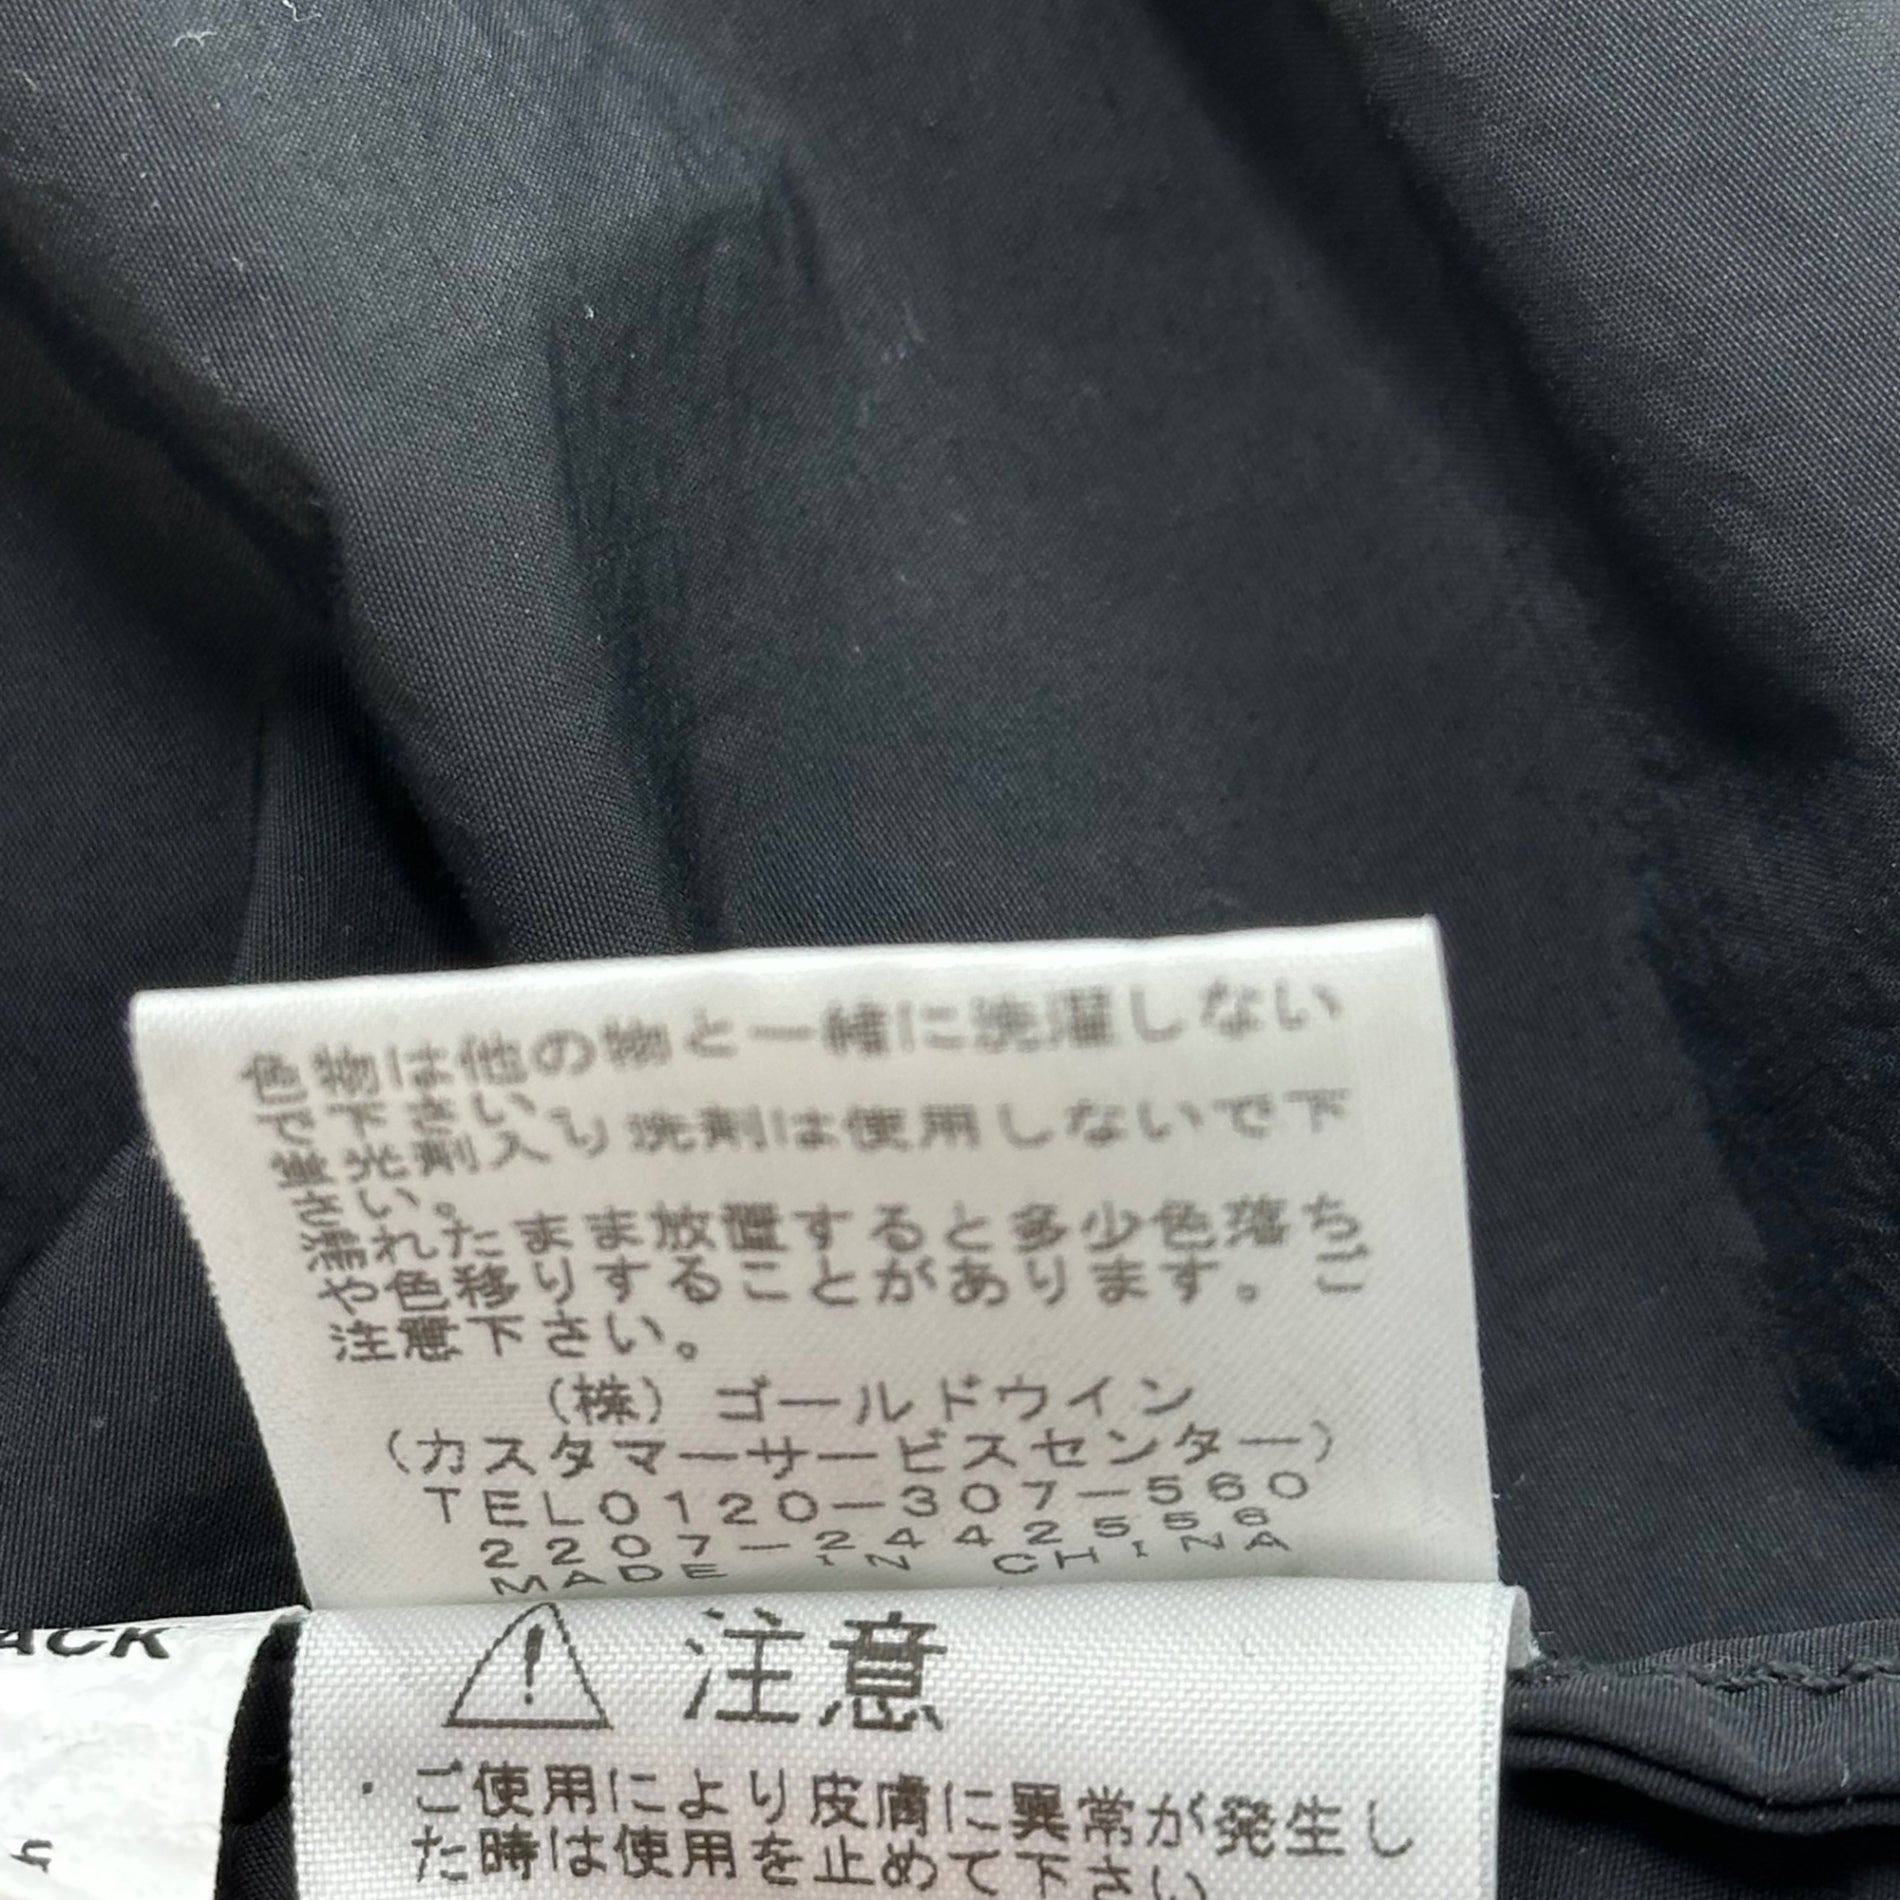 色物は他の物と一緒に洗濯しない
で下さい。
蛍光剤入り洗剤は使用しないで下
さい。
濡れたまま放置すると多少色落ち
や色移りすることがあります。ご
注意下さい。
(株)ゴールドウイン
(カスタマーサービスセンター)
TEL0120-307-560
2207-2442556
MADE IN CHINA
ACK
注意
・ご使用により皮膚に異常が発生し
た時は使用を止めて下さい
h